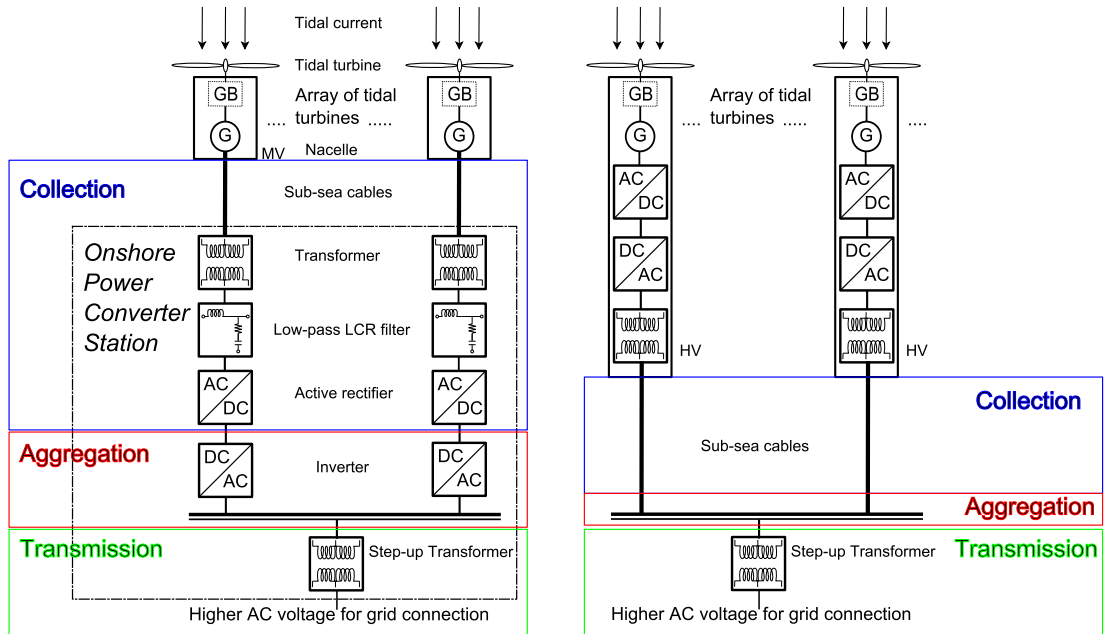 Tidal current
Tidal turbine
GB
GB
Array of tidal
turbines
....
.....
G
G
MV
Nacelle
Collection
Sub-sea cables
Onshore
Power
Converter
Station
Transformer
Low-pass LCR filter
AC
DC
Active rectifier
AC
DC
Aggregation
DC
AC
Inverter
DC
AC
Transmission
Step-up Transformer
Higher AC voltage for grid connection
GB
GB
Array of tidal
turbines
....
.....
....
G
G
AC
DC
AC
DC
DC
AC
DC
AC
HV
HV
Collection
Sub-sea cables
Aggregation
Transmission
Step-up Transformer
Higher AC voltage for grid connection